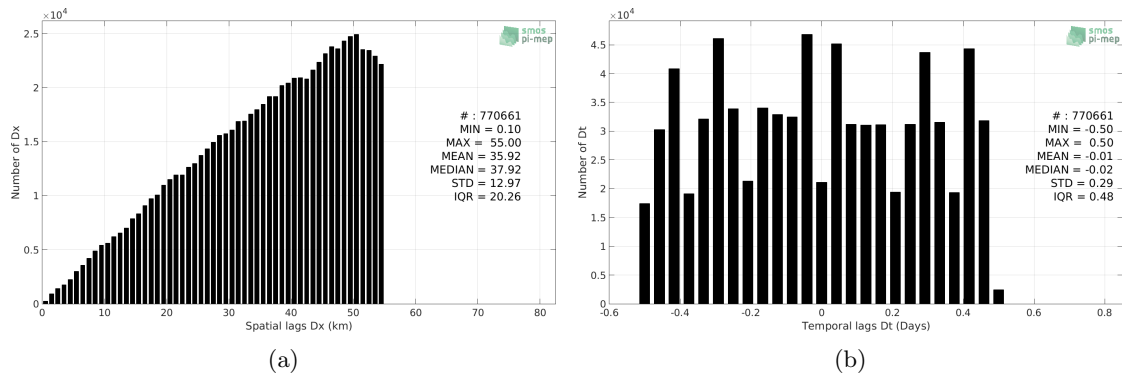 ×10⁴
2.5
2
1.5
1
0.5
0
Number of Dx
smos
pi-mep
# : 770661
MIN = 0.10
MAX = 55.00
MEAN = 35.92
MEDIAN = 37.92
STD = 12.97
IQR = 20.26
0 10 20 30 40 50 60 70 80
Spatial lags Dx (km)
(a)
×10⁴
4.5
4
3.5
3
2.5
2
1.5
1
0.5
0
Number of Dt
smos
pi-mep
# : 770661
MIN = -0.50
MAX = 0.50
MEAN = -0.01
MEDIAN = -0.02
STD = 0.29
IQR = 0.48
-0.6 -0.4 -0.2 0 0.2 0.4 0.6 0.8
Temporal lags Dt (Days)
(b)